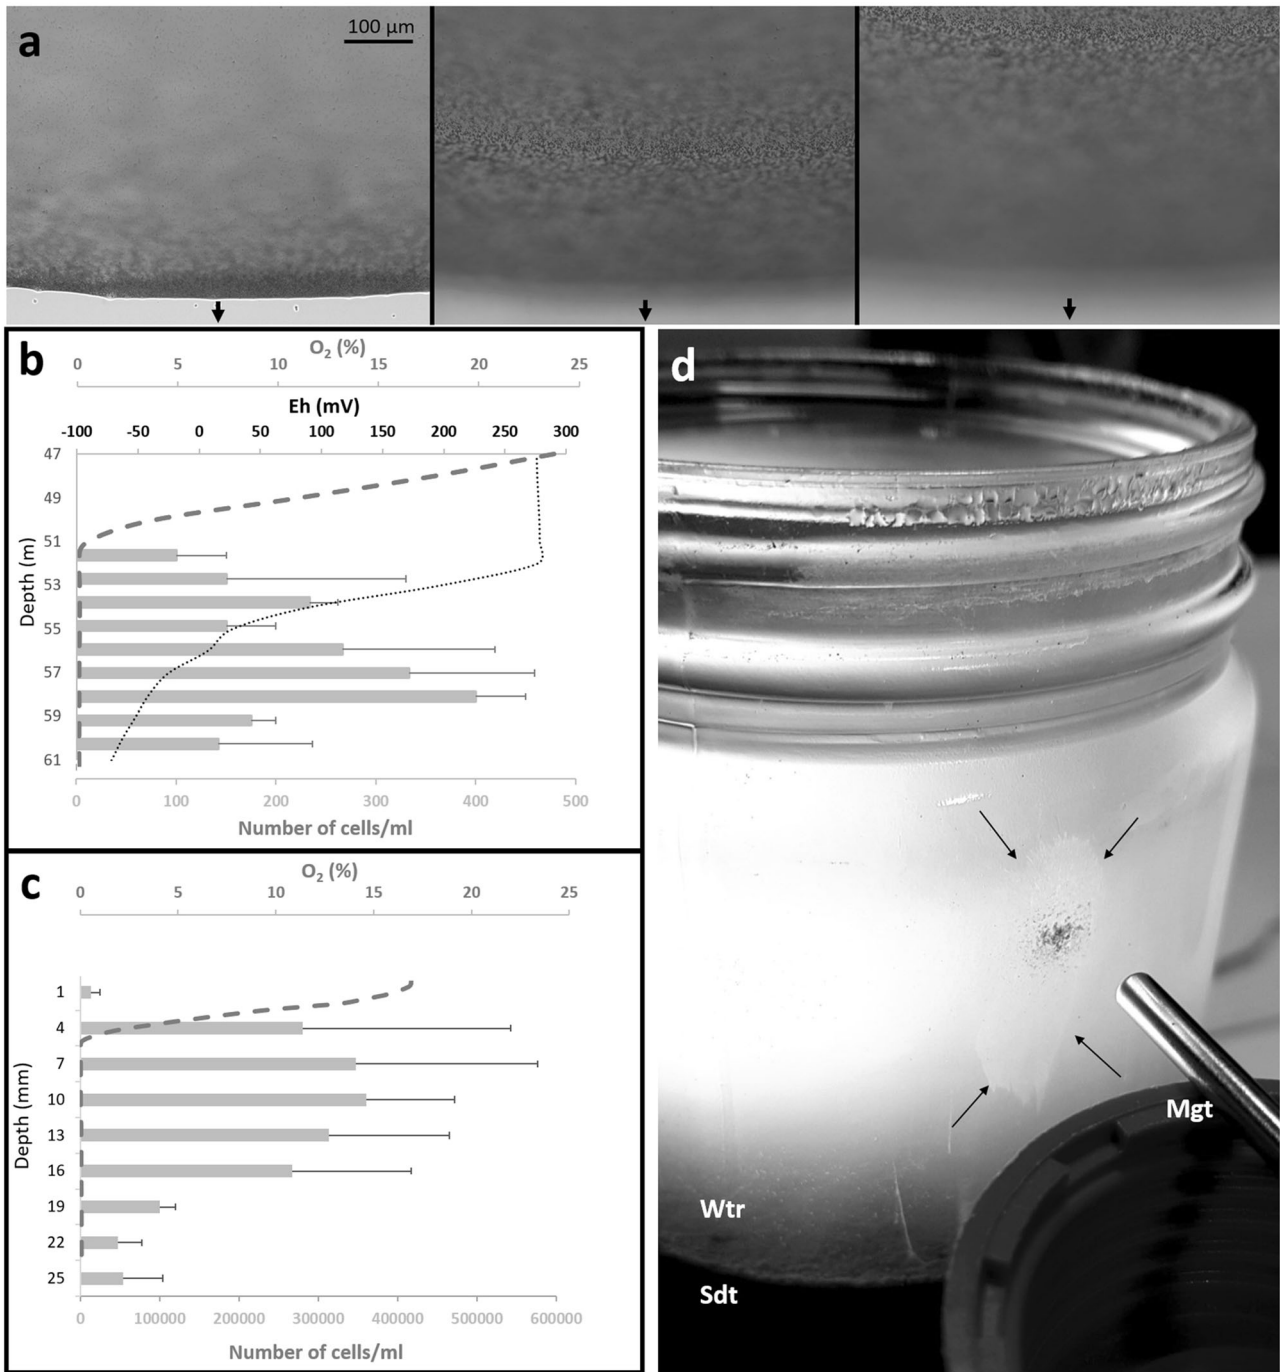 a
100 µm
b
O2 (%)
0 5 10 15 20 25
Eh (mV)
-100 -50 0 50 100 150 200 250 300
Depth (m)
47
49
51
53
55
57
59
61
0 100 200 300 400 500
Number of cells/ml
c
O2 (%)
0 5 10 15 20 25
Depth (mm)
1
4
7
10
13
16
19
22
25
0 100000 200000 300000 400000 500000 600000
Number of cells/ml
d
Mgt
Wtr
Sdt